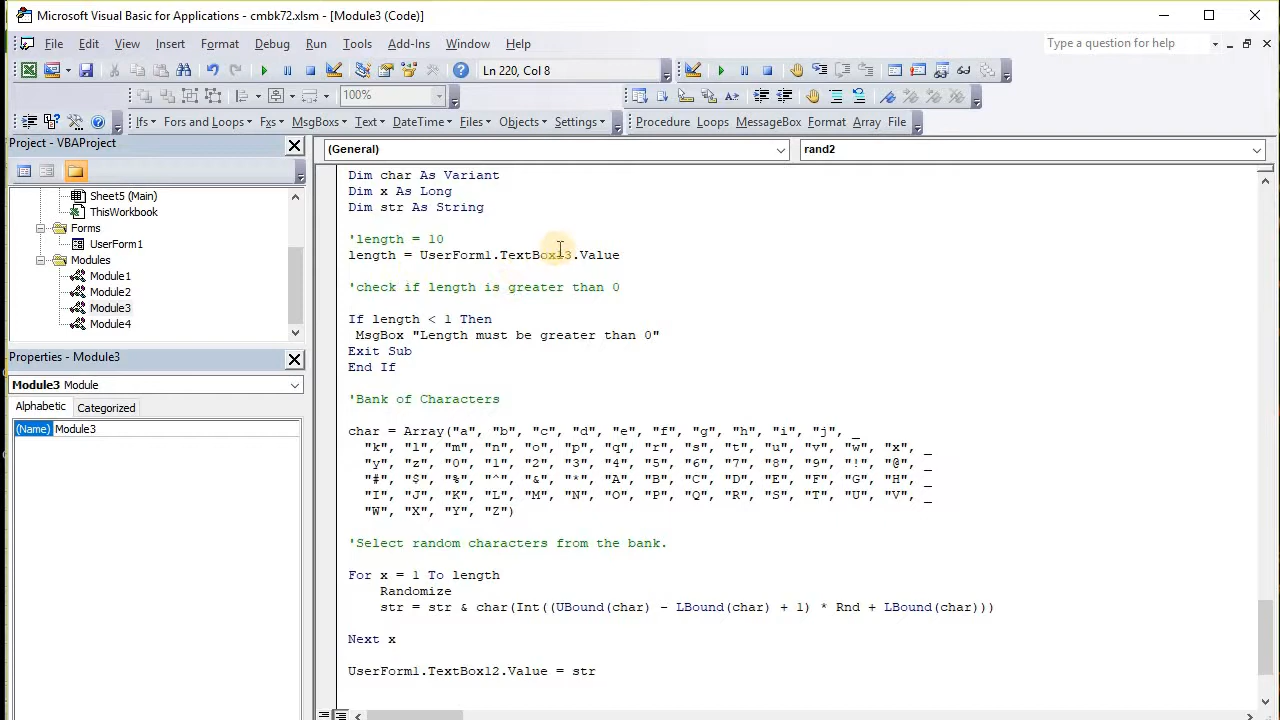 Microsoft Visual Basic for Applications - cmbk72.xlsm - [Module3 (Code)]
File Edit View Insert Format Debug Run Tools Add-Ins Window Help
Type a question for help
Ln 220, Col 8
100%
Ifs Fors and Loops Fxs MsgBoxs Text DateTime Files Objects Settings
Procedure Loops MessageBox Format Array File
Project - VBAProject
Sheet5 (Main)
ThisWorkbook
Forms
UserForm1
Modules
Module1
Module2
Module3
Module4
Properties - Module3
Module3 Module
Alphabetic Categorized
(Name) Module3
(General)
rand2
Dim char As Variant
Dim x As Long
Dim str As String
'length = 10
length = UserForm1.TextBox13.Value
'check if length is greater than 0
If length < 1 Then
MsgBox "Length must be greater than 0"
Exit Sub
End If
'Bank of Characters
char = Array("a", "b", "c", "d", "e", "f", "g", "h", "i", "j", _
"k", "l", "m", "n", "o", "p", "q", "r", "s", "t", "u", "v", "w", "x", _
"y", "z", "0", "1", "2", "3", "4", "5", "6", "7", "8", "9", "!", "@", _
"#", "$", "%", "^", "&", "*", "A", "B", "C", "D", "E", "F", "G", "H", _
"I", "J", "K", "L", "M", "N", "O", "P", "Q", "R", "S", "T", "U", "V", _
"W", "X", "Y", "Z")
'Select random characters from the bank.
For x = 1 To length
Randomize
str = str & char(Int((UBound(char) - LBound(char) + 1) * Rnd + LBound(char)))
Next x
UserForm1.TextBox12.Value = str